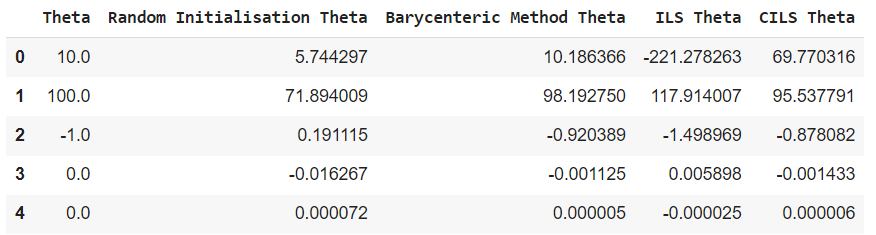 Theta Random Initialisation Theta Barycenteric Method Theta ILS Theta CILS Theta
0 10.0 5.744297 10.186366 -221.278263 69.770316
1 100.0 71.894009 98.192750 117.914007 95.537791
2 -1.0 0.191115 -0.920389 -1.498969 -0.878082
3 0.0 -0.016267 -0.001125 0.005898 -0.001433
4 0.0 0.000072 0.000005 -0.000025 0.000006